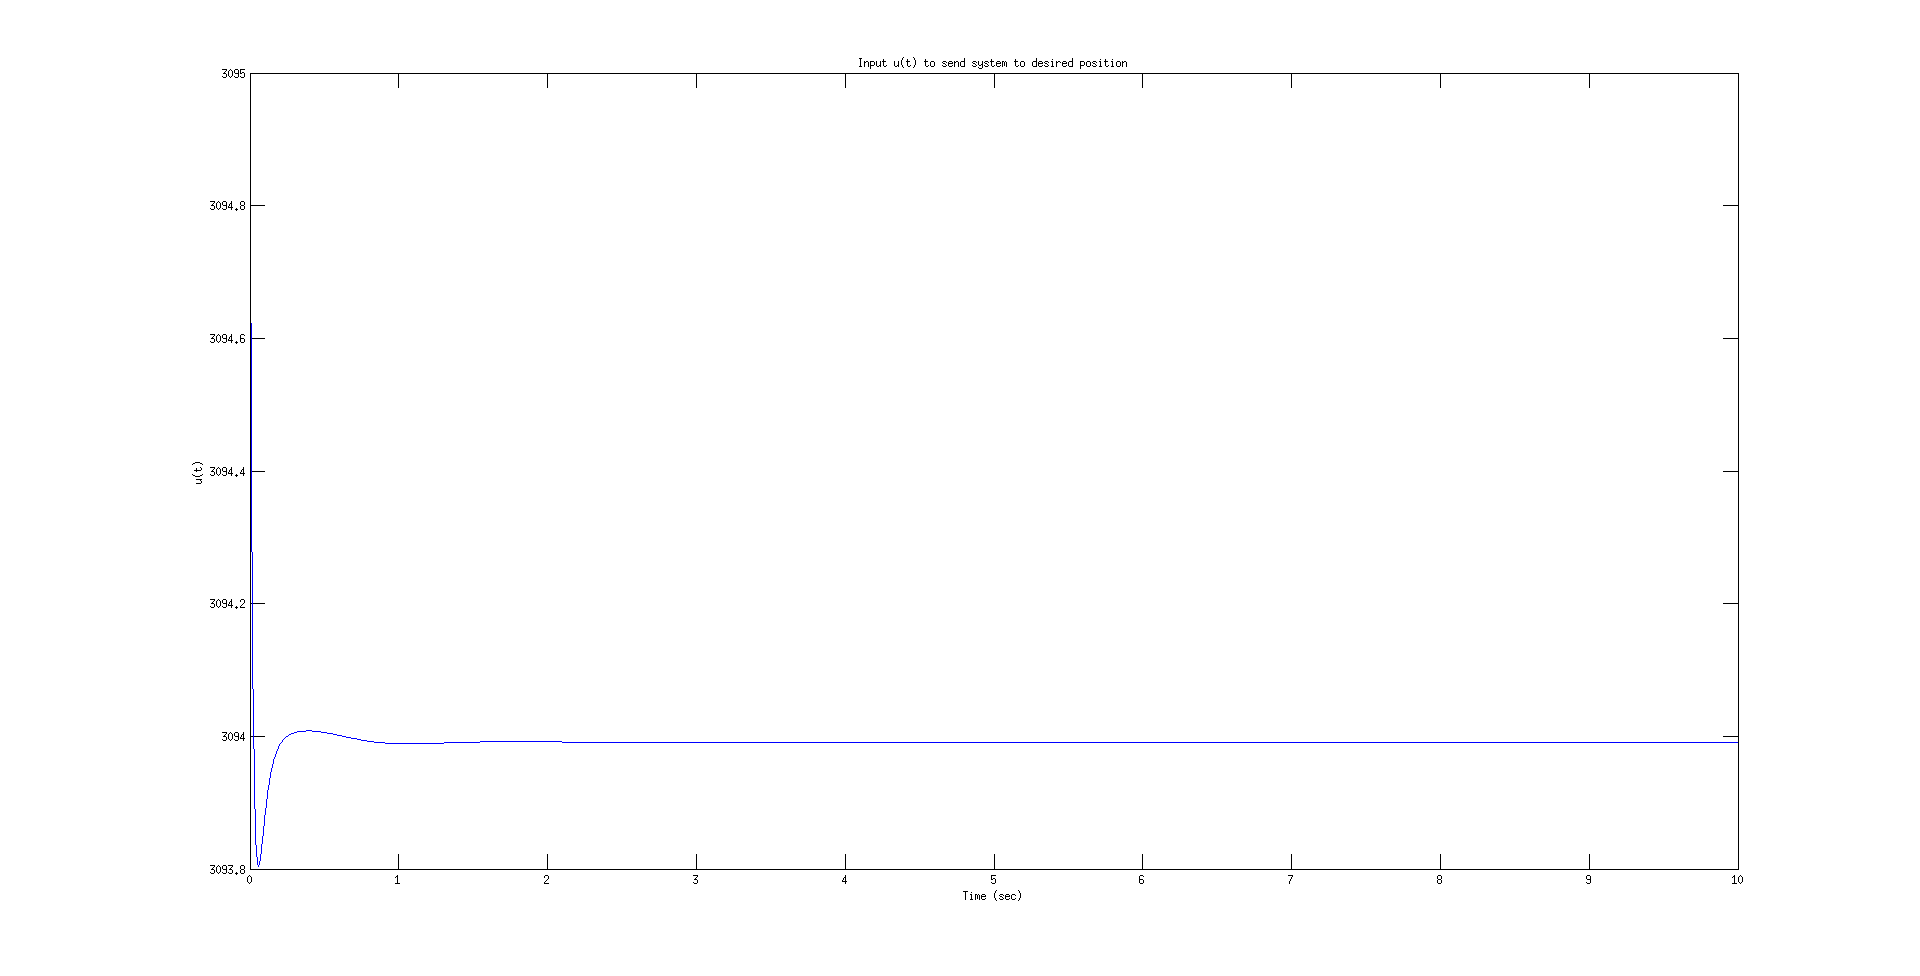 Input u(t) to send system to desired position
3095
3094.8
3094.6
3094.4
3094.2
3094
3093.8
u(t)
0 1 2 3 4 5 6 7 8 9 10
Time (sec)